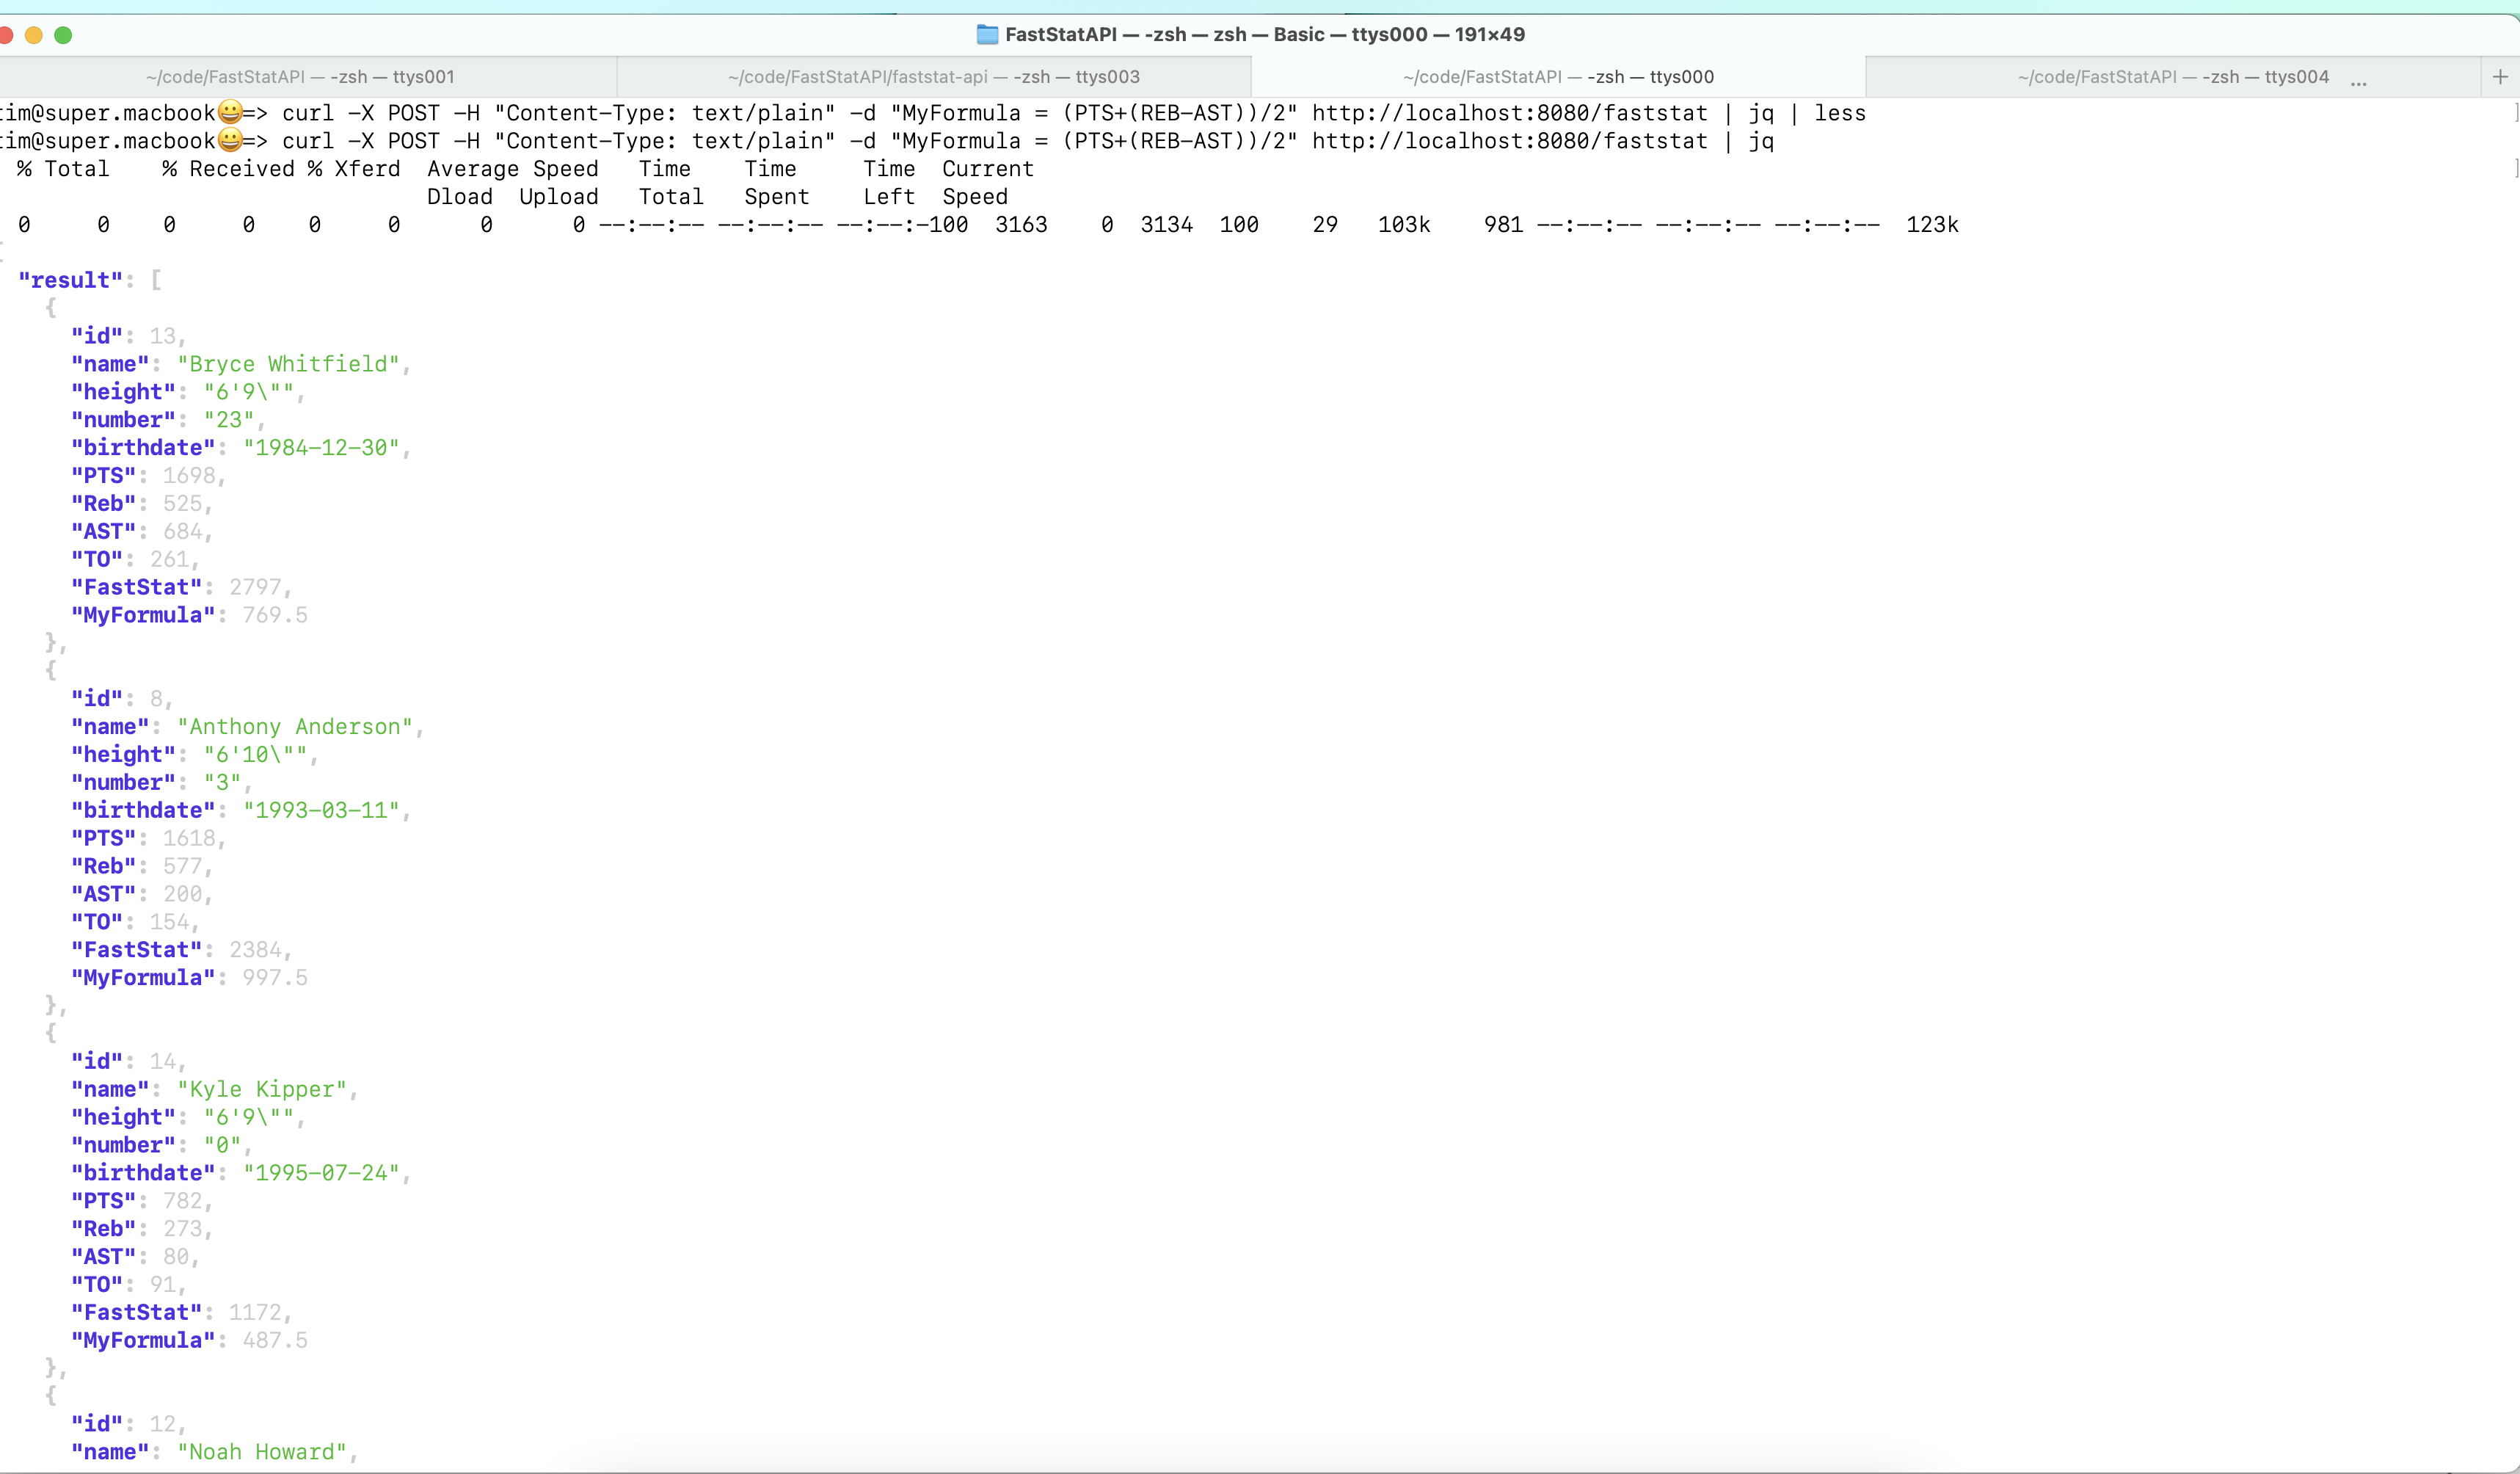 FastStatAPI — -zsh — zsh — Basic — ttys000 — 191×49
~/code/FastStatAPI — -zsh — ttys001 ~/code/FastStatAPI/faststat-api — -zsh — ttys003 ~/code/FastStatAPI — -zsh — ttys000 ~/code/FastStatAPI — -zsh — ttys004 ... +
tim@super.macbook😀=> curl -X POST -H "Content-Type: text/plain" -d "MyFormula = (PTS+(REB-AST))/2" http://localhost:8080/faststat | jq | less
tim@super.macbook😀=> curl -X POST -H "Content-Type: text/plain" -d "MyFormula = (PTS+(REB-AST))/2" http://localhost:8080/faststat | jq
% Total % Received % Xferd Average Speed Time Time Time Current
Dload Upload Total Spent Left Speed
0 0 0 0 0 0 0 0 --:--:-- --:--:-- --:--:-100 3163 0 3134 100 29 103k 981 --:--:-- --:--:-- --:--:-- 123k
{
"result": [
{
"id": 13,
"name": "Bryce Whitfield",
"height": "6'9\"",
"number": "23",
"birthdate": "1984-12-30",
"PTS": 1698,
"Reb": 525,
"AST": 684,
"TO": 261,
"FastStat": 2797,
"MyFormula": 769.5
},
{
"id": 8,
"name": "Anthony Anderson",
"height": "6'10\"",
"number": "3",
"birthdate": "1993-03-11",
"PTS": 1618,
"Reb": 577,
"AST": 200,
"TO": 154,
"FastStat": 2384,
"MyFormula": 997.5
},
{
"id": 14,
"name": "Kyle Kipper",
"height": "6'9\"",
"number": "0",
"birthdate": "1995-07-24",
"PTS": 782,
"Reb": 273,
"AST": 80,
"TO": 91,
"FastStat": 1172,
"MyFormula": 487.5
},
{
"id": 12,
"name": "Noah Howard",